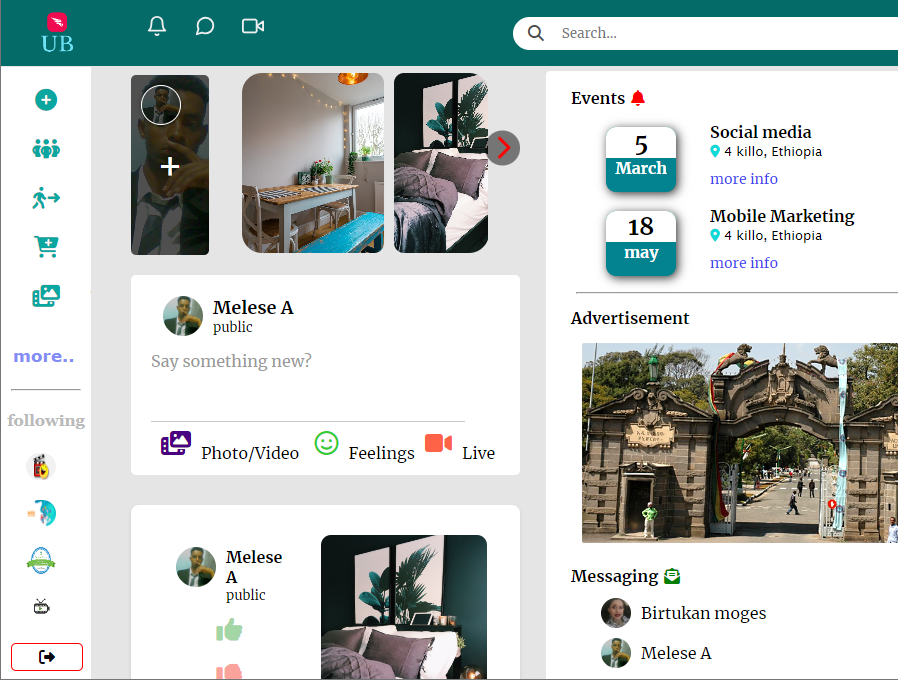 UB
Search...
more..
following
Melese A
public
Say something new?
Photo/Video
Feelings
Live
Melese
A
public
Events
5
March
Social media
4 killo, Ethiopia
more info
18
may
Mobile Marketing
4 killo, Ethiopia
more info
Advertisement
Messaging
Birtukan moges
Melese A